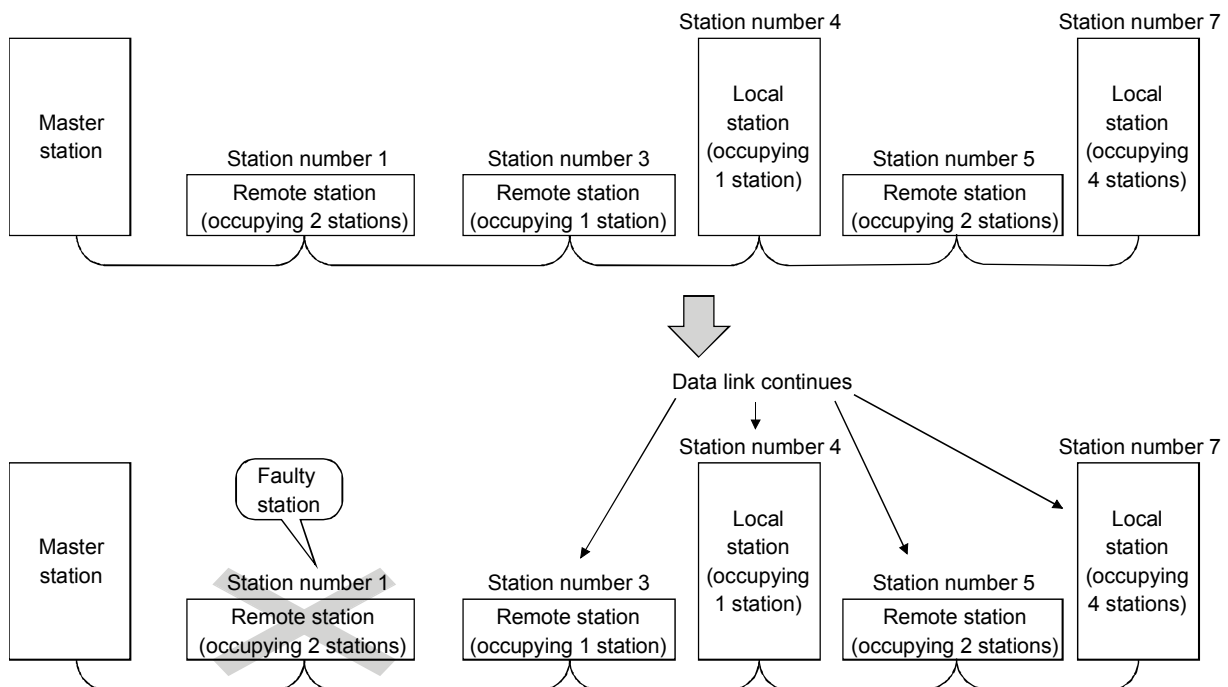 Station number 4
Station number 7
Master
station
Station number 1
Remote station
(occupying 2 stations)
Station number 3
Remote station
(occupying 1 station)
Local
station
(occupying
1 station)
Station number 5
Remote station
(occupying 2 stations)
Local
station
(occupying
4 stations)
Data link continues
Station number 4
Station number 7
Master
station
Faulty
station
Station number 1
Remote station
(occupying 2 stations)
Station number 3
Remote station
(occupying 1 station)
Local
station
(occupying
1 station)
Station number 5
Remote station
(occupying 2 stations)
Local
station
(occupying
4 stations)